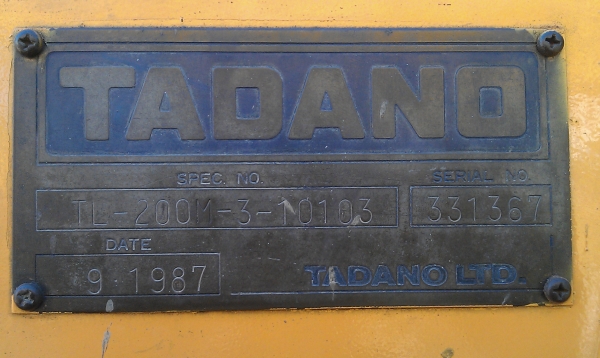 TADANO
SPEC. NO. SERIAL NO.
TL-200M-3-10103 331367
DATE
9 1987 TADANO LTD.